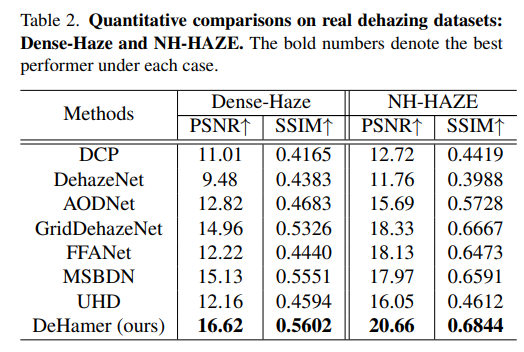 Table 2. Quantitative comparisons on real dehazing datasets:
Dense-Haze and NH-HAZE. The bold numbers denote the best
performer under each case.
Methods Dense-Haze NH-HAZE
PSNR↑ SSIM↑ PSNR↑ SSIM↑
DCP 11.01 0.4165 12.72 0.4419
DehazeNet 9.48 0.4383 11.76 0.3988
AODNet 12.82 0.4683 15.69 0.5728
GridDehazeNet 14.96 0.5326 18.33 0.6667
FFANet 12.22 0.4440 18.13 0.6473
MSBDN 15.13 0.5551 17.97 0.6591
UHD 12.16 0.4594 16.05 0.4612
DeHamer (ours) 16.62 0.5602 20.66 0.6844